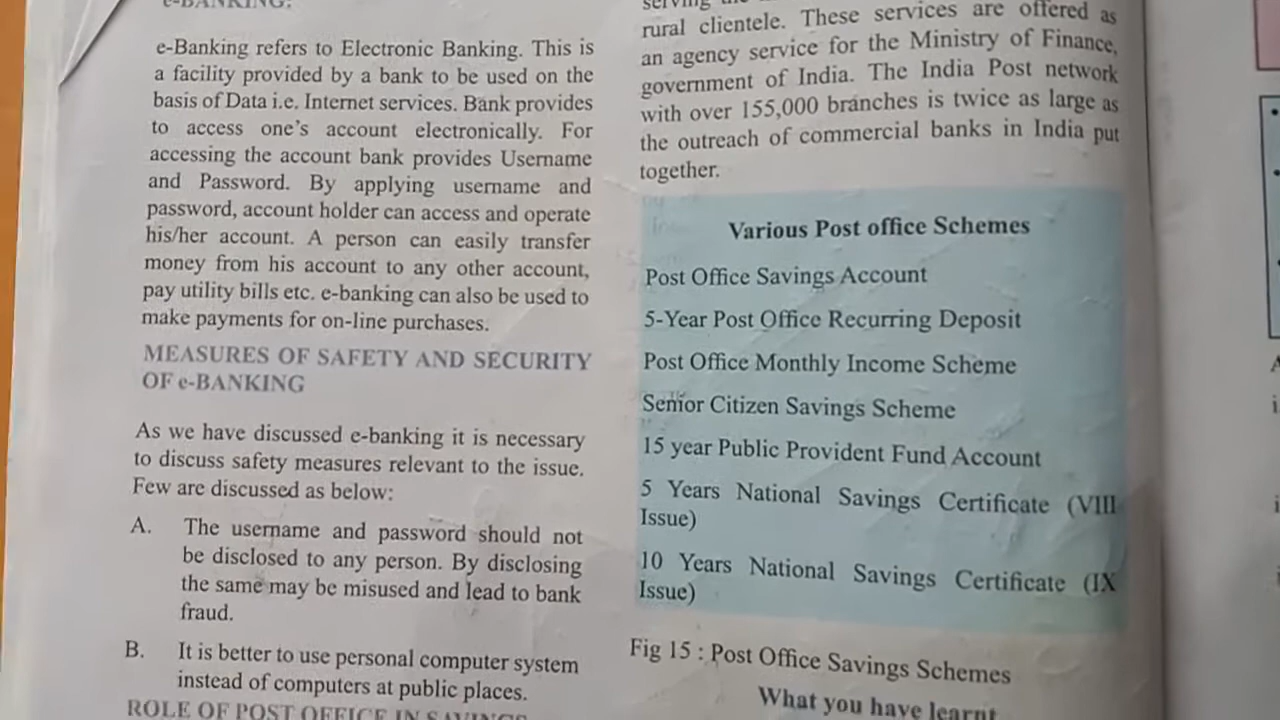 e-BANKING:
e-Banking refers to Electronic Banking. This is
a facility provided by a bank to be used on the
basis of Data i.e. Internet services. Bank provides
to access one's account electronically. For
accessing the account bank provides Username
and Password. By applying username and
password, account holder can access and operate
his/her account. A person can easily transfer
money from his account to any other account,
pay utility bills etc. e-banking can also be used to
make payments for on-line purchases.
MEASURES OF SAFETY AND SECURITY
OF e-BANKING
As we have discussed e-banking it is necessary
to discuss safety measures relevant to the issue.
Few are discussed as below:
A. The username and password should not
be disclosed to any person. By disclosing
the same may be misused and lead to bank
fraud.
B. It is better to use personal computer system
instead of computers at public places.
ROLE OF POST OFFICE IN SAVINGS
serving the
rural clientele. These services are offered as
an agency service for the Ministry of Finance,
government of India. The India Post network
with over 155,000 branches is twice as large as
the outreach of commercial banks in India put
together.
Various Post office Schemes
Post Office Savings Account
5-Year Post Office Recurring Deposit
Post Office Monthly Income Scheme
Senior Citizen Savings Scheme
15 year Public Provident Fund Account
5 Years National Savings Certificate (VIII
Issue)
10 Years National Savings Certificate (IX
Issue)
Fig 15 : Post Office Savings Schemes
What you have learnt